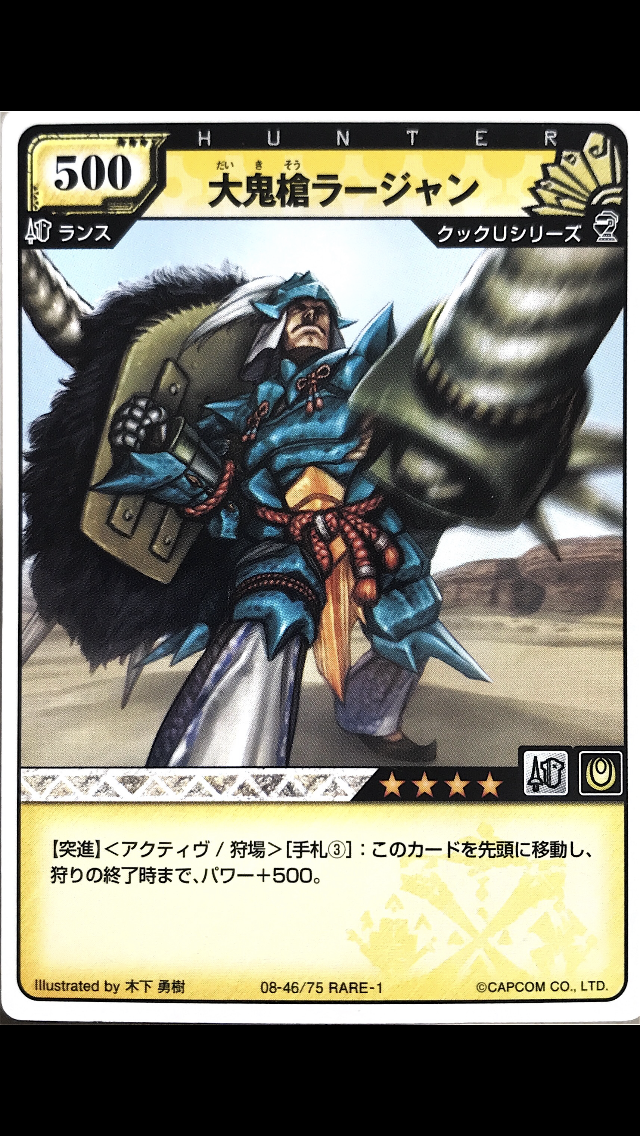 HUNTER
500
だい き そう
大鬼槍ラージャン
ランス
クックUシリーズ
【突進】<アクティヴ / 狩場>[手札③]：このカードを先頭に移動し、
狩りの終了時まで、パワー＋500。
Illustrated by 木下 勇樹
08-46/75 RARE-1
©CAPCOM CO., LTD.